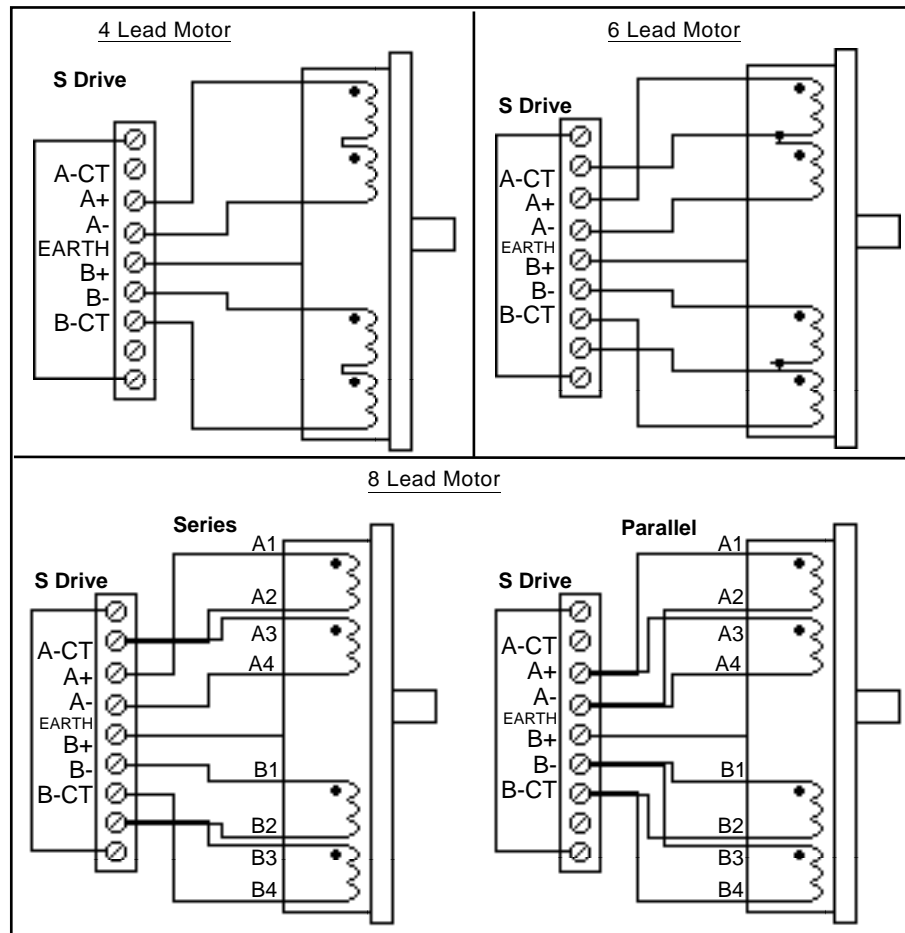 4 Lead Motor
S Drive
A-CT
A+
A-
EARTH
B+
B-
B-CT
6 Lead Motor
S Drive
A-CT
A+
A-
EARTH
B+
B-
B-CT
8 Lead Motor
Series
S Drive
A-CT
A+
A-
EARTH
B+
B-
B-CT
A1
A2
A3
A4
B1
B2
B3
B4
Parallel
S Drive
A-CT
A+
A-
EARTH
B+
B-
B-CT
A1
A2
A3
A4
B1
B2
B3
B4